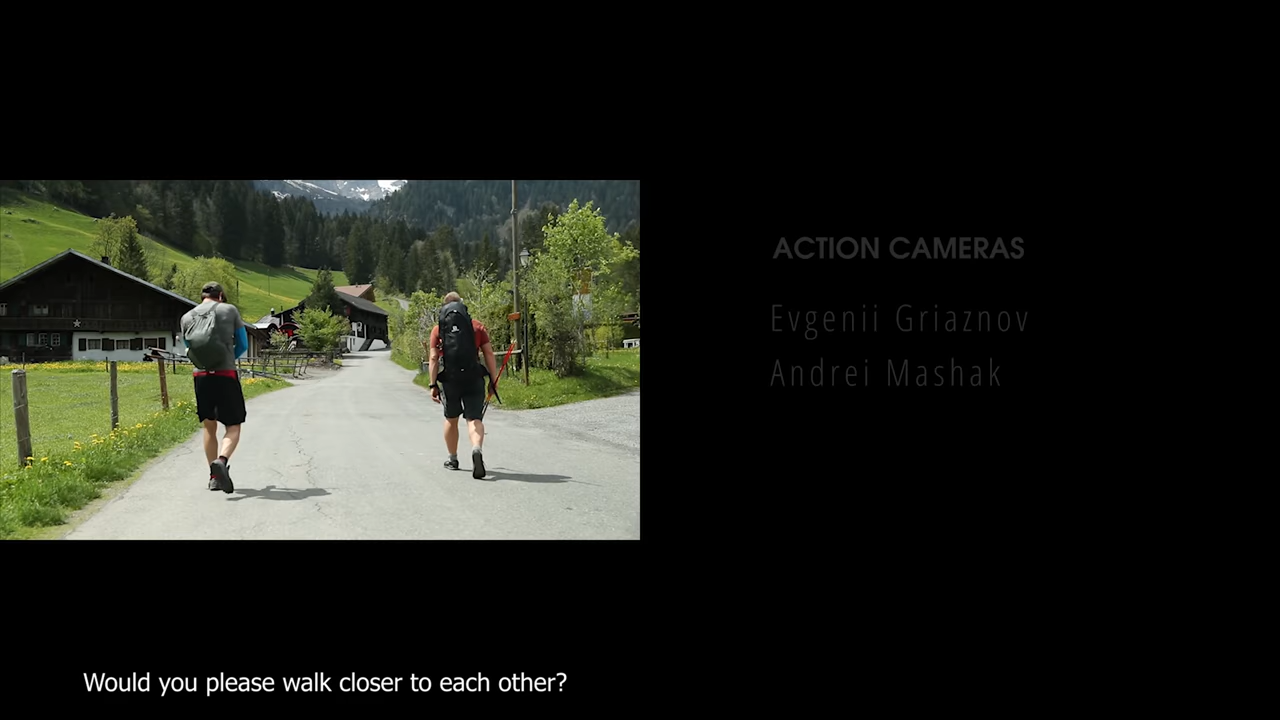 ACTION CAMERAS
Evgenii Griaznov
Andrei Mashak
Would you please walk closer to each other?